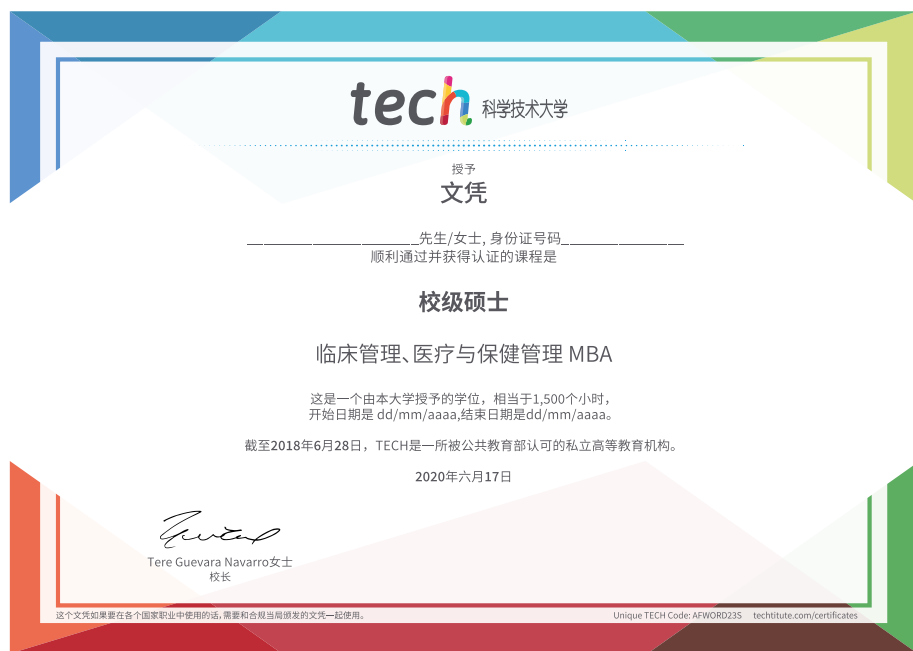 tech 科学技术大学
授予
文凭
_____________________先生/女士, 身份证号码_______________
顺利通过并获得认证的课程是
校级硕士
临床管理、医疗与保健管理 MBA
这是一个由本大学授予的学位，相当于1,500个小时，
开始日期是 dd/mm/aaaa,结束日期是dd/mm/aaaa。
截至2018年6月28日，TECH是一所被公共教育部认可的私立高等教育机构。
2020年六月17日
Tere Guevara Navarro女士
校长
这个文凭如果要在各个国家职业中使用的话,需要和合规当局颁发的文凭一起使用。
Unique TECH Code: AFWORD23S techtitute.com/certificates